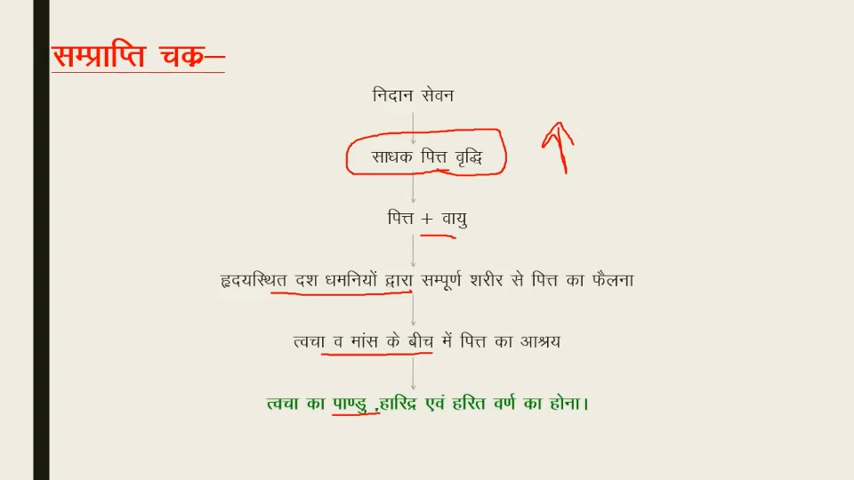 सम्प्राप्ति चक्र–
निदान सेवन
साधक पित्त वृद्धि
पित्त + वायु
हृदयस्थित दश धमनियों द्वारा सम्पूर्ण शरीर से पित्त का फैलना
त्वचा व मांस के बीच में पित्त का आश्रय
त्वचा का पाण्डु ,हारिद्र एवं हरित वर्ण का होना।